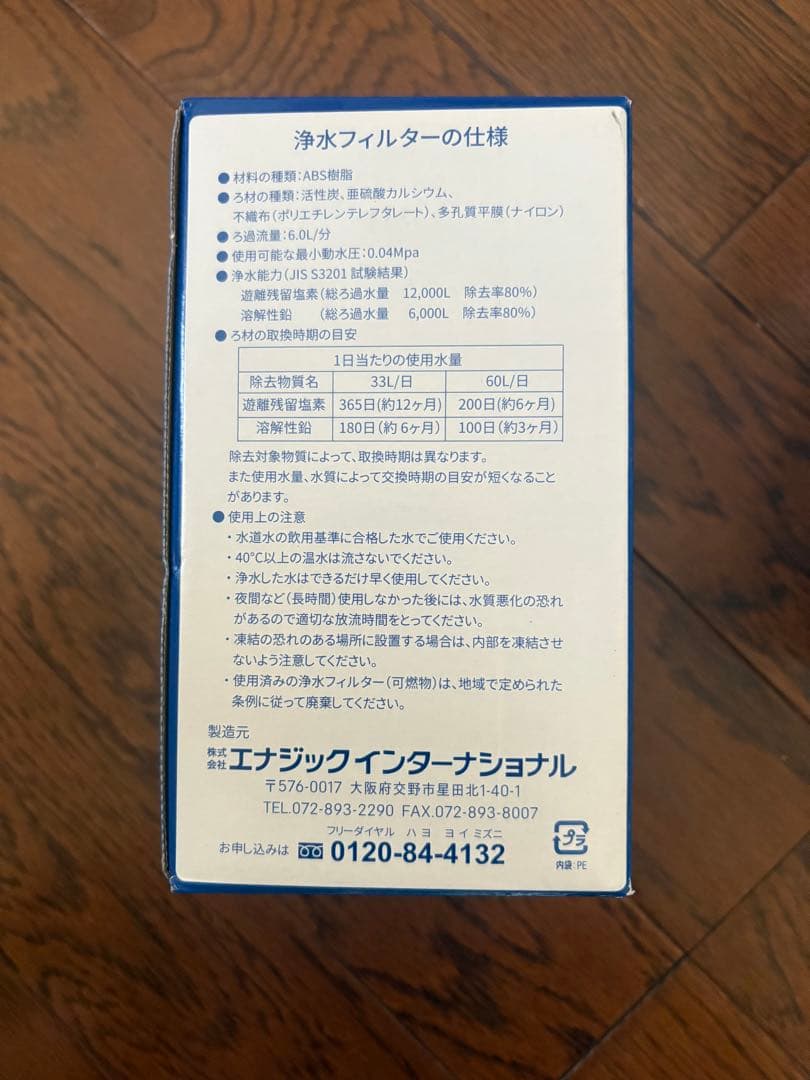 浄水フィルターの仕様
●材料の種類：ABS樹脂
●ろ材の種類：活性炭、亜硫酸カルシウム、
不織布（ポリエチレンテレフタレート）、多孔質平膜（ナイロン）
●ろ過流量：6.0L/分
●使用可能な最小動水圧：0.04Mpa
●浄水能力（JIS S3201 試験結果）
遊離残留塩素（総ろ過水量 12,000L 除去率80%）
溶解性鉛 （総ろ過水量 6,000L 除去率80%）
●ろ材の取換時期の目安
1日当たりの使用水量
除去物質名 33L/日 60L/日
遊離残留塩素 365日(約12ヶ月) 200日(約6ヶ月)
溶解性鉛 180日(約 6ヶ月) 100日(約3ヶ月)
除去対象物質によって、取換時期は異なります。
また使用水量、水質によって交換時期の目安が短くなること
があります。
●使用上の注意
・水道水の飲用基準に合格した水でご使用ください。
・40℃以上の温水は流さないでください。
・浄水した水はできるだけ早く使用してください。
・夜間など（長時間）使用しなかった後には、水質悪化の恐れ
があるので適切な放流時間をとってください。
・凍結の恐れのある場所に設置する場合は、内部を凍結させ
ないよう注意してください。
・使用済みの浄水フィルター（可燃物）は、地域で定められた
条例に従って廃棄してください。
製造元
株式会社 エナジックインターナショナル
〒576-0017 大阪府交野市星田北1-40-1
TEL.072-893-2290 FAX.072-893-8007
フリーダイヤル ハヨ ヨイ ミズニ
お申し込みは 0120-84-4132
プラ
内袋：PE